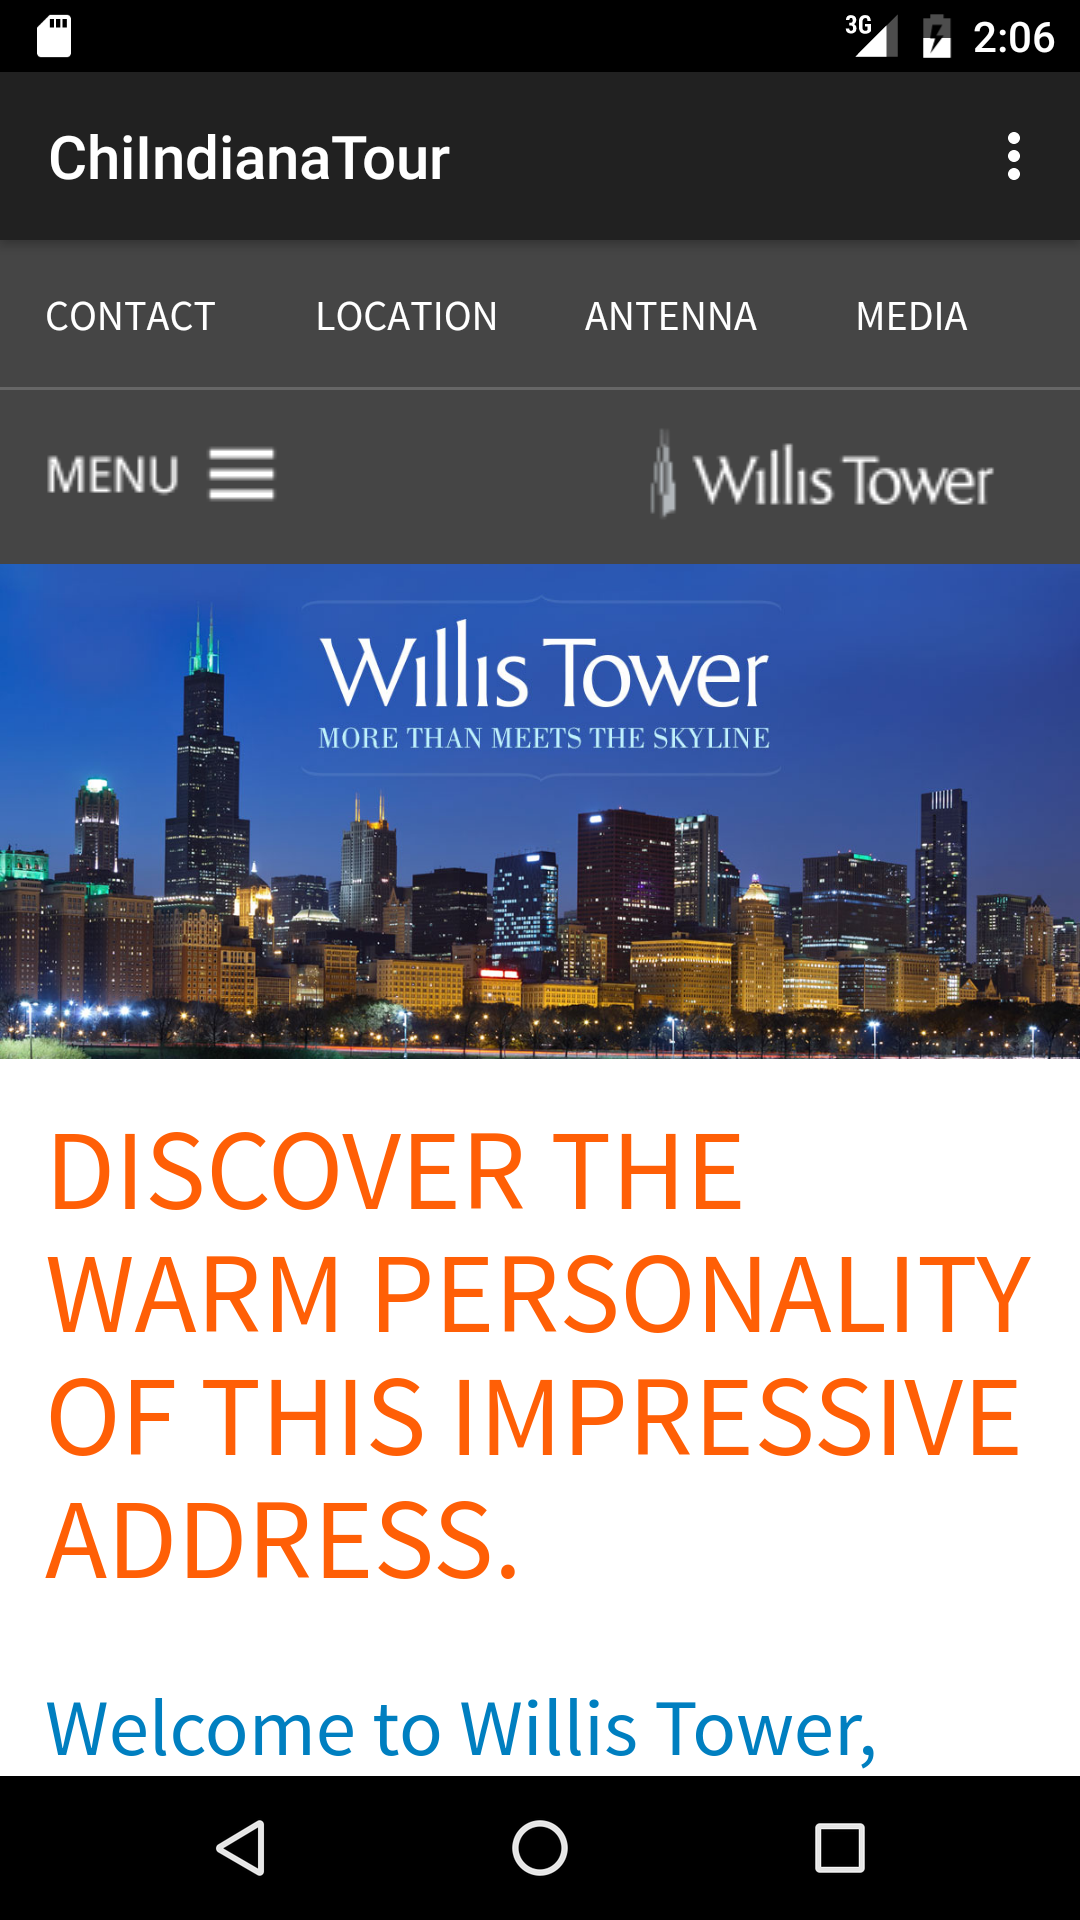 3G 2:06
ChiIndianaTour
CONTACT LOCATION ANTENNA MEDIA
MENU Willis Tower
Willis Tower
MORE THAN MEETS THE SKYLINE
DISCOVER THE
WARM PERSONALITY
OF THIS IMPRESSIVE
ADDRESS.
Welcome to Willis Tower,